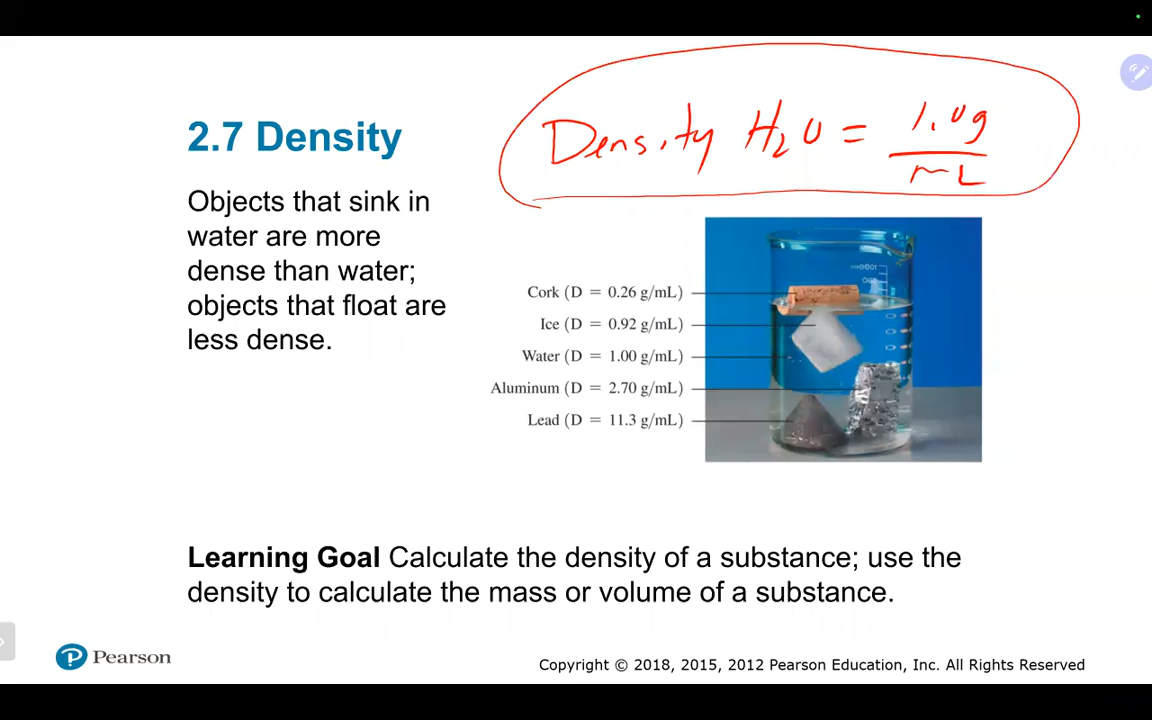 Density H₂O = 1.0g
mL
2.7 Density
Objects that sink in
water are more
dense than water;
objects that float are
less dense.
Cork (D = 0.26 g/mL)
Ice (D = 0.92 g/mL)
Water (D = 1.00 g/mL)
Aluminum (D = 2.70 g/mL)
Lead (D = 11.3 g/mL)
Learning Goal Calculate the density of a substance; use the
density to calculate the mass or volume of a substance.
P Pearson
Copyright © 2018, 2015, 2012 Pearson Education, Inc. All Rights Reserved